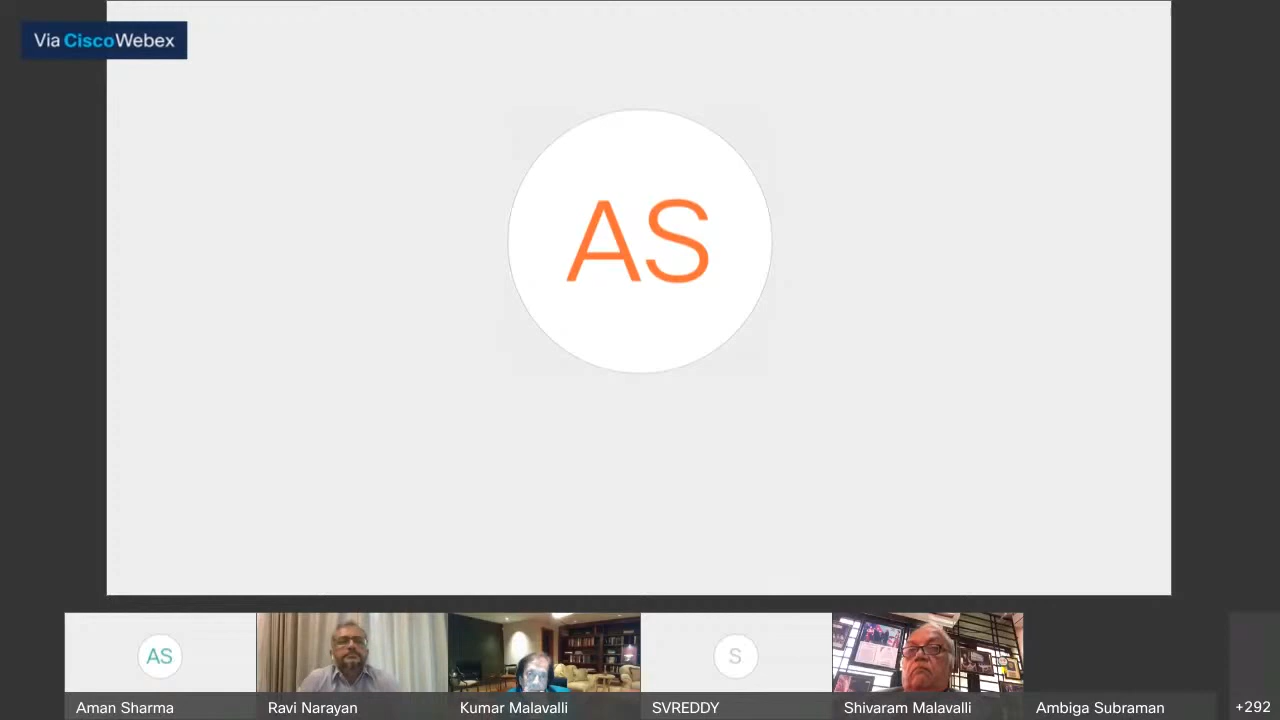 Via CiscoWebex
AS
AS
S
Aman Sharma
Ravi Narayan
Kumar Malavalli
SVREDDY
Shivaram Malavalli
Ambiga Subraman
+292